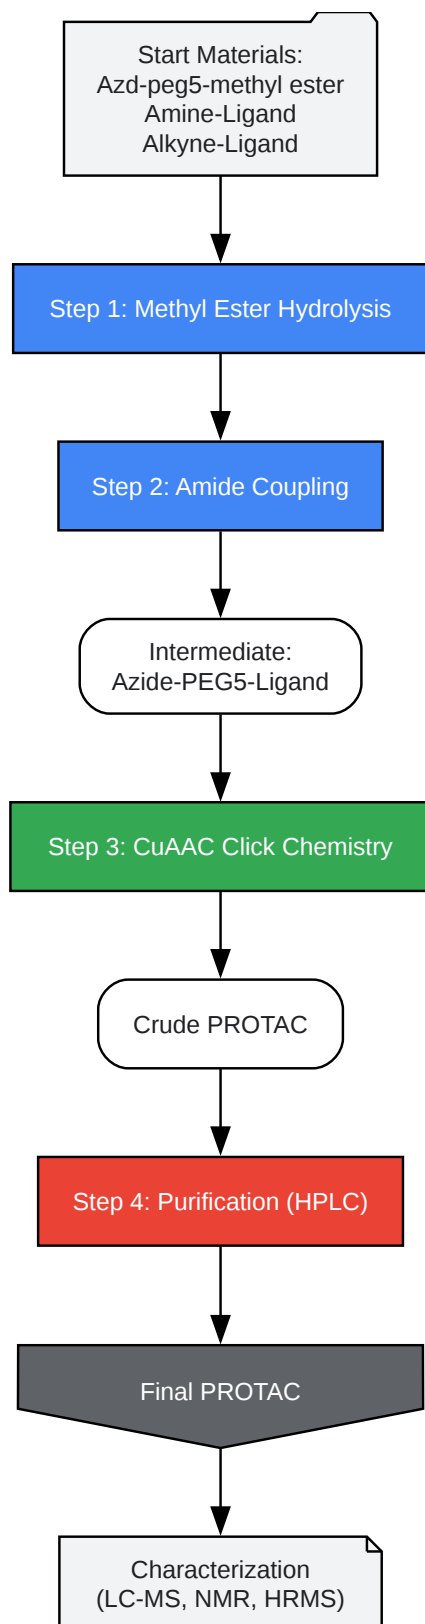 Start Materials:
Azd-peg5-methyl ester
Amine-Ligand
Alkyne-Ligand
Step 1: Methyl Ester Hydrolysis
Step 2: Amide Coupling
Intermediate:
Azide-PEG5-Ligand
Step 3: CuAAC Click Chemistry
Crude PROTAC
Step 4: Purification (HPLC)
Final PROTAC
Characterization
(LC-MS, NMR, HRMS)